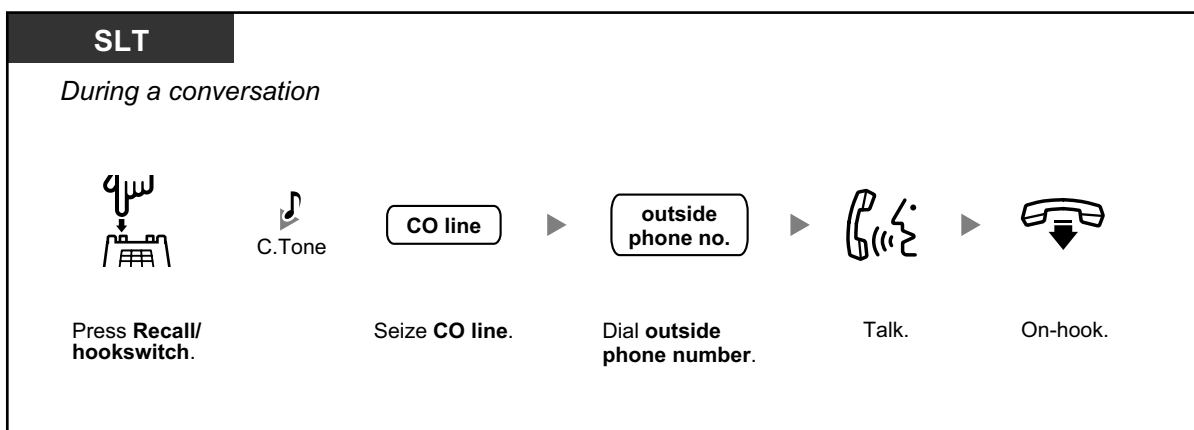 SLT
During a conversation
C.Tone
CO line
outside
phone no.
Press Recall/
hookswitch.
Seize CO line.
Dial outside
phone number.
Talk.
On-hook.